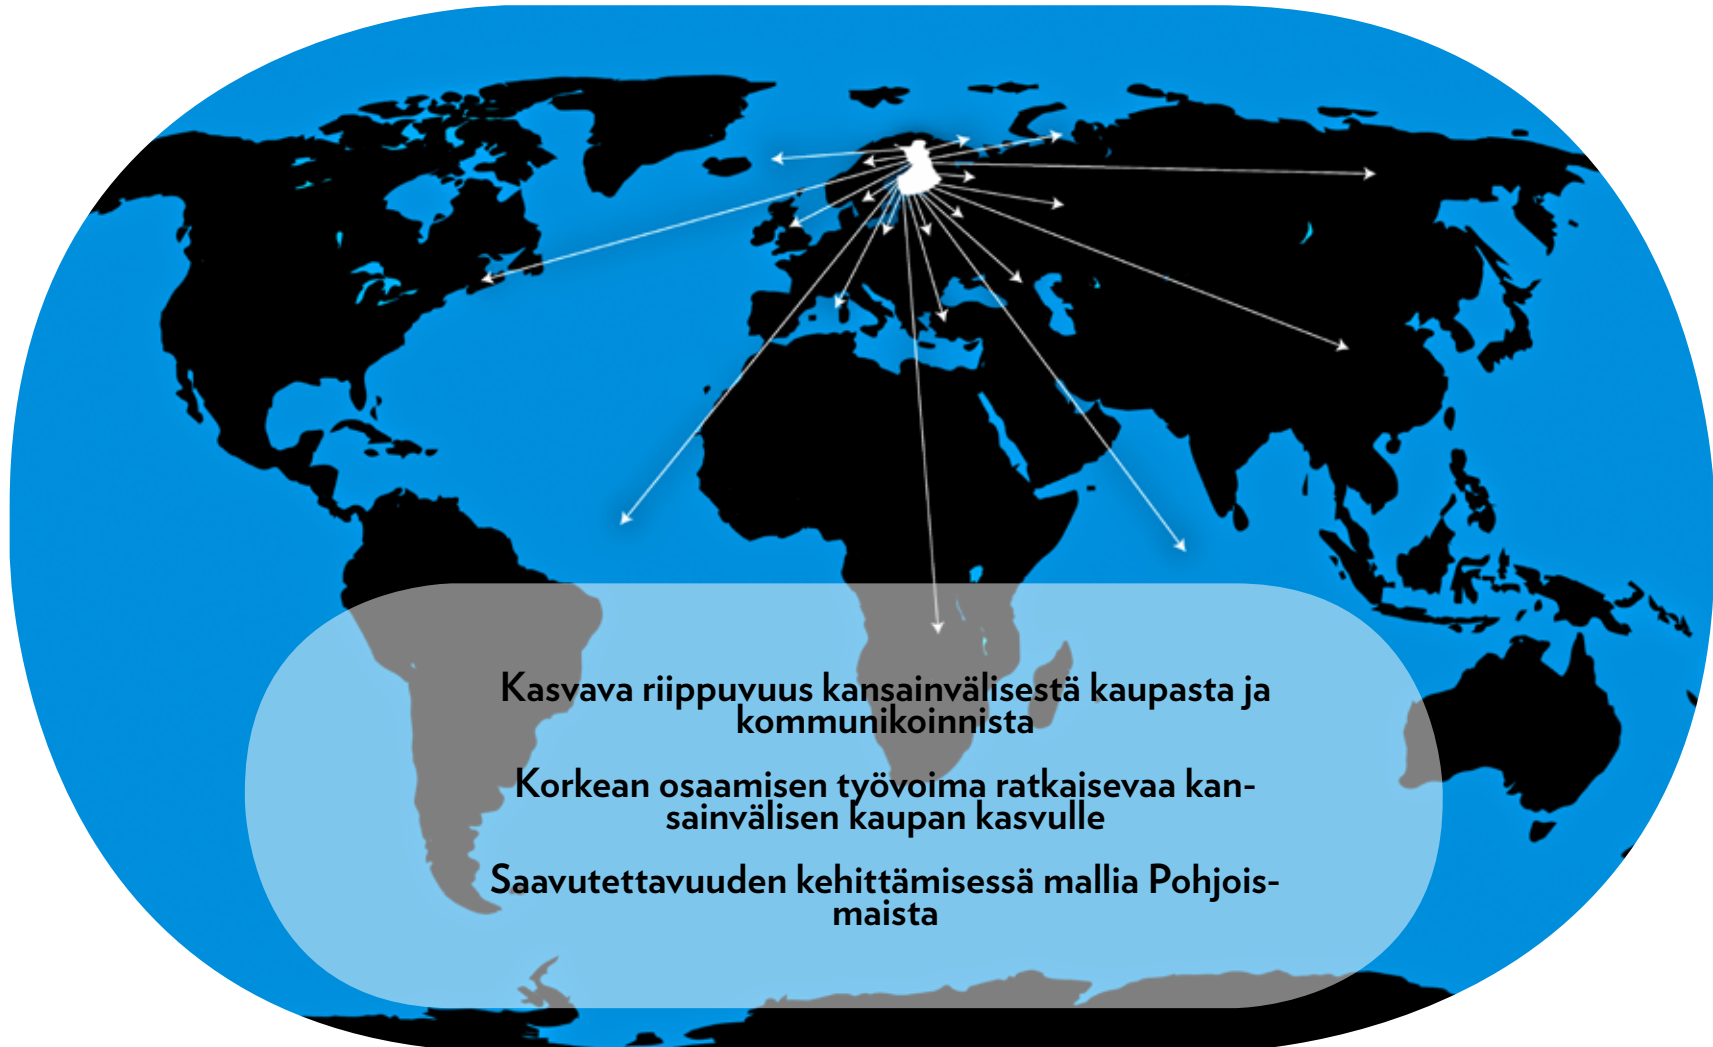 Kasvava riippuvuus kansainvälisestä kaupasta ja
kommunikoinnista
Korkean osaamisen työvoima ratkaisevaa kan-
sainvälisen kaupan kasvulle
Saavutettavuuden kehittämisessä mallia Pohjois-
maista